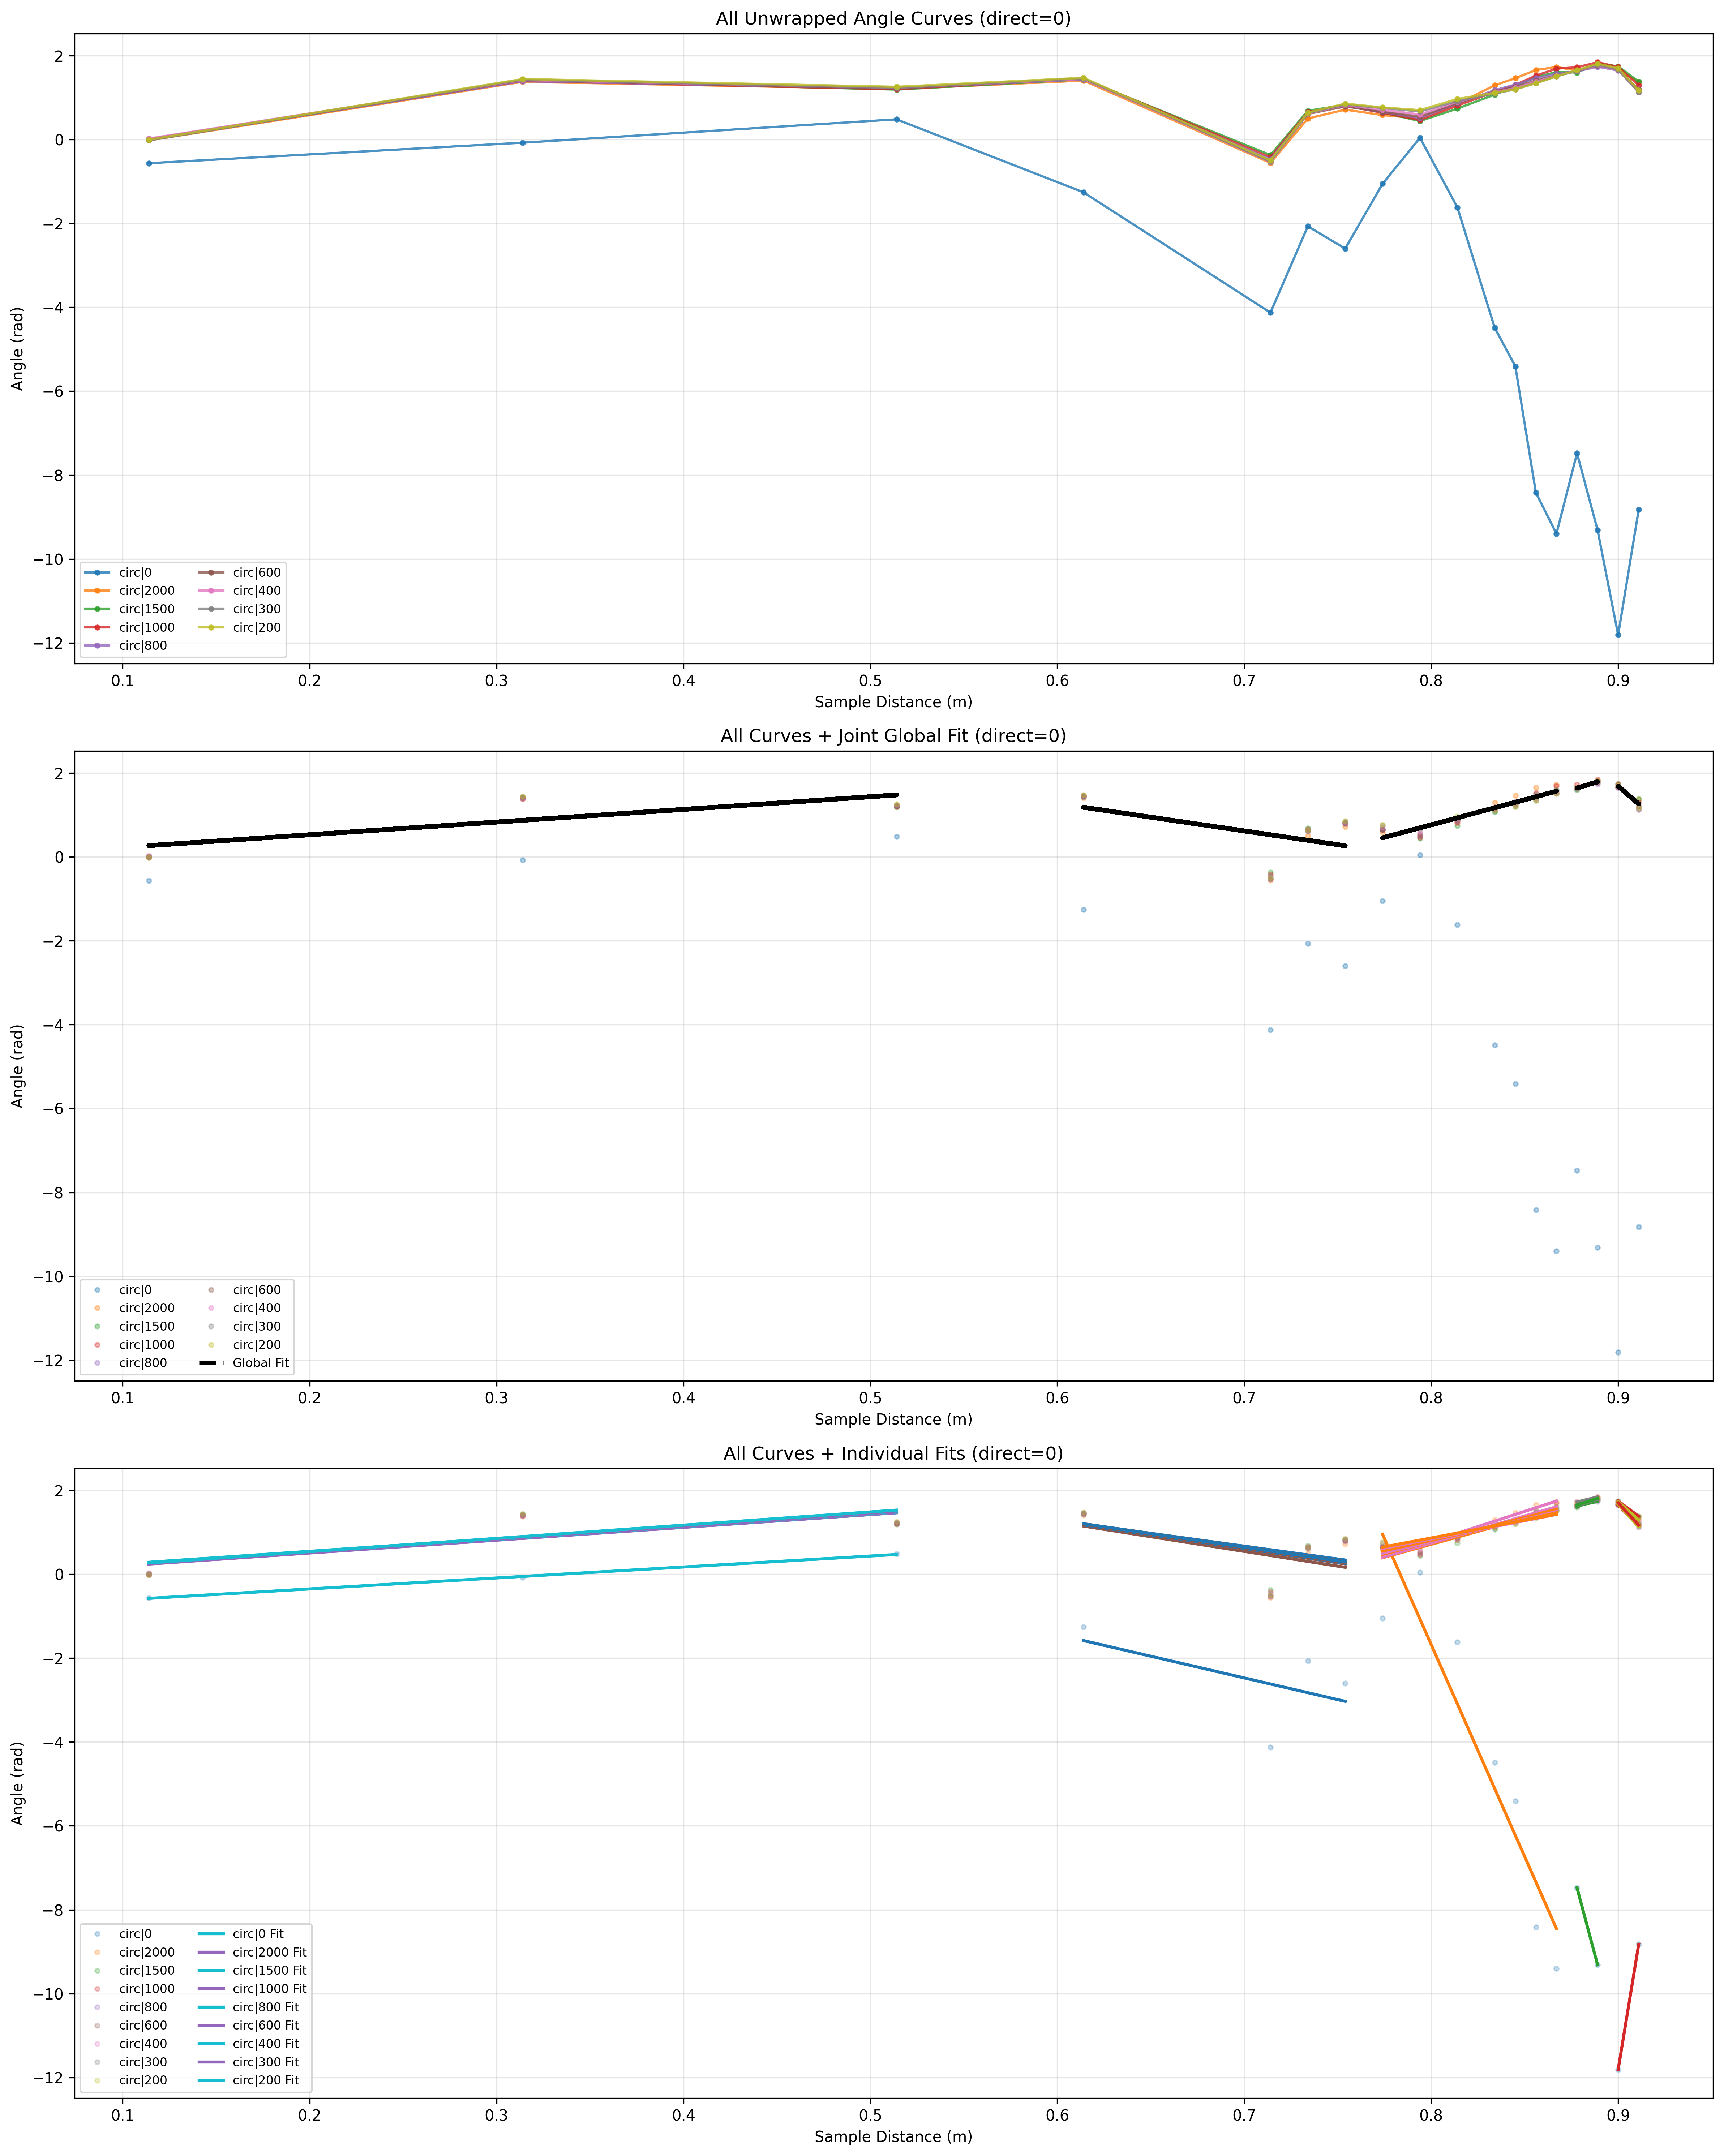 All Unwrapped Angle Curves (direct=0)
2
0
−2
−4
−6
−8
−10
−12
Angle (rad)
circ|0
circ|2000
circ|1500
circ|1000
circ|800
circ|600
circ|400
circ|300
circ|200
0.1 0.2 0.3 0.4 0.5 0.6 0.7 0.8 0.9
Sample Distance (m)
All Curves + Joint Global Fit (direct=0)
2
0
−2
−4
−6
−8
−10
−12
Angle (rad)
circ|0
circ|2000
circ|1500
circ|1000
circ|800
circ|600
circ|400
circ|300
circ|200
Global Fit
0.1 0.2 0.3 0.4 0.5 0.6 0.7 0.8 0.9
Sample Distance (m)
All Curves + Individual Fits (direct=0)
2
0
−2
−4
−6
−8
−10
−12
Angle (rad)
circ|0
circ|2000
circ|1500
circ|1000
circ|800
circ|600
circ|400
circ|300
circ|200
circ|0 Fit
circ|2000 Fit
circ|1500 Fit
circ|1000 Fit
circ|800 Fit
circ|600 Fit
circ|400 Fit
circ|300 Fit
circ|200 Fit
0.1 0.2 0.3 0.4 0.5 0.6 0.7 0.8 0.9
Sample Distance (m)